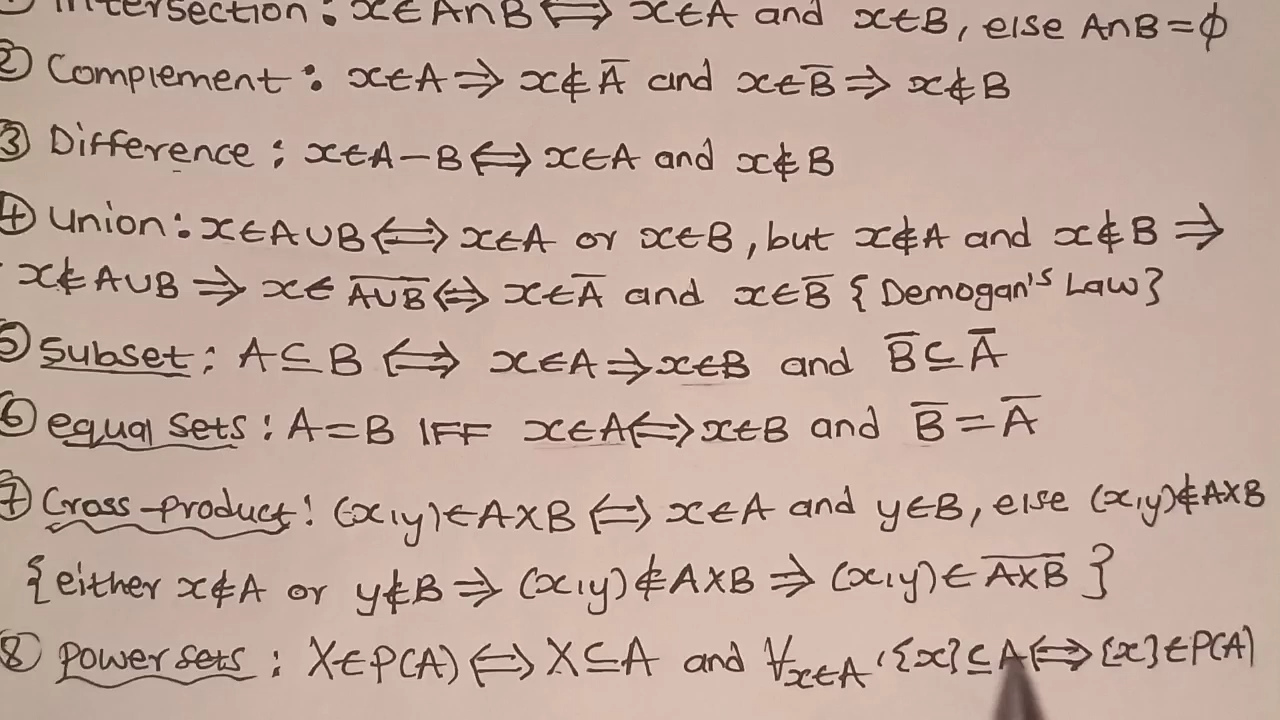 ① Intersection: x∈A∩B ⟺ x∈A and x∈B, else A∩B=ϕ
② Complement: x∈A ⟹ x∉A̅ and x∈B̅ ⟹ x∉B
③ Difference: x∈A−B ⟺ x∈A and x∉B
④ Union: x∈A∪B ⟺ x∈A or x∈B, but x∉A and x∉B ⟹
x∉A∪B ⟹ x∈A̅∪̅B̅ ⟺ x∈A̅ and x∈B̅ {Demogan's Law}
⑤ Subset: A⊆B ⟺ x∈A ⟹ x∈B and B̅⊆A̅
⑥ equal sets: A=B IFF x∈A ⟺ x∈B and B̅=A̅
⑦ Cross-product: (x,y)∈A×B ⟺ x∈A and y∈B, else (x,y)∉A×B
{either x∉A or y∉B ⟹ (x,y)∉A×B ⟹ (x,y)∈A̅×̅B̅}
⑧ Power sets: X∈P(A) ⟺ X⊆A and ∀x∈A, {x}⊆A ⟺ {x}∈P(A)